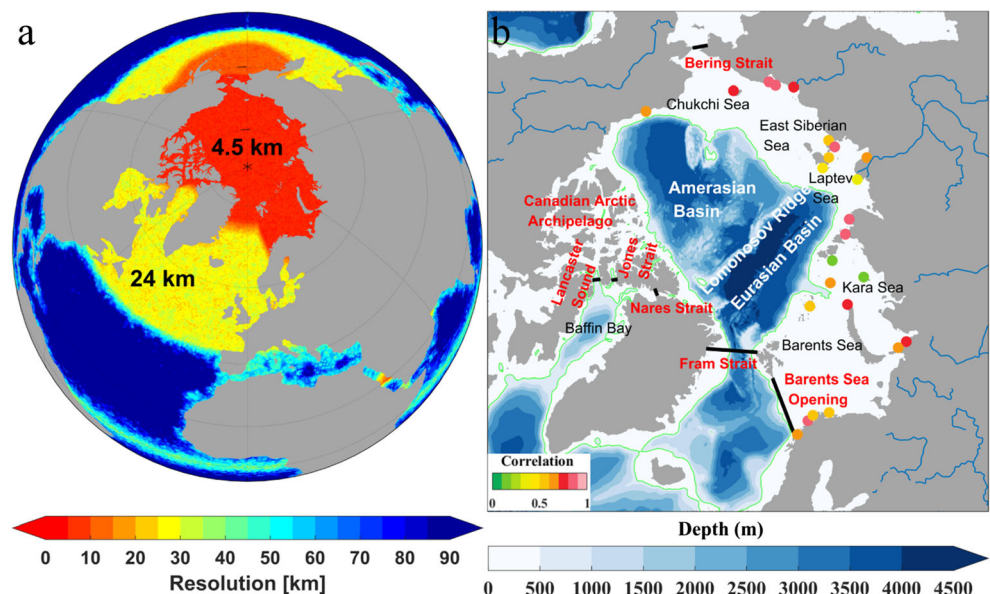 a
4.5 km
24 km
0 10 20 30 40 50 60 70 80 90
Resolution [km]
b
Bering Strait
Chukchi Sea
East Siberian
Sea
Laptev
Sea
Amerasian
Basin
Canadian Arctic
Archipelago
Lomonosov Ridge
Eurasian Basin
Lancaster
Sound
Jones
Strait
Nares Strait
Kara Sea
Baffin Bay
Barents Sea
Fram Strait
Barents Sea
Opening
Correlation
0 0.5 1
Depth (m)
0 500 1000 1500 2000 2500 3000 3500 4000 4500